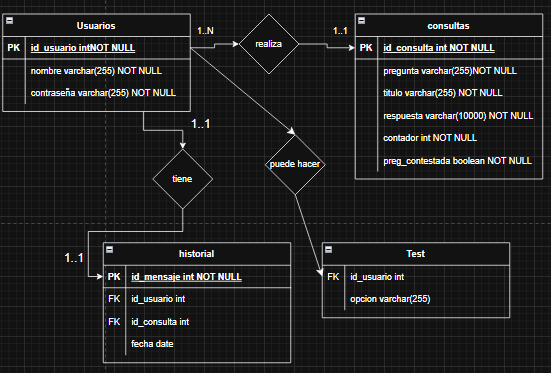 Usuarios
PK id_usuario intNOT NULL
nombre varchar(255) NOT NULL
contraseña varchar(255) NOT NULL
1..N
realiza
1..1
consultas
PK id_consulta int NOT NULL
pregunta varchar(255)NOT NULL
titulo varchar(255) NOT NULL
respuesta varchar(10000) NOT NULL
contador int NOT NULL
preg_contestada boolean NOT NULL
1..1
tiene
puede hacer
1..1
historial
PK id_mensaje int NOT NULL
FK id_usuario int
FK id_consulta int
fecha date
Test
FK id_usuario int
opcion varchar(255)